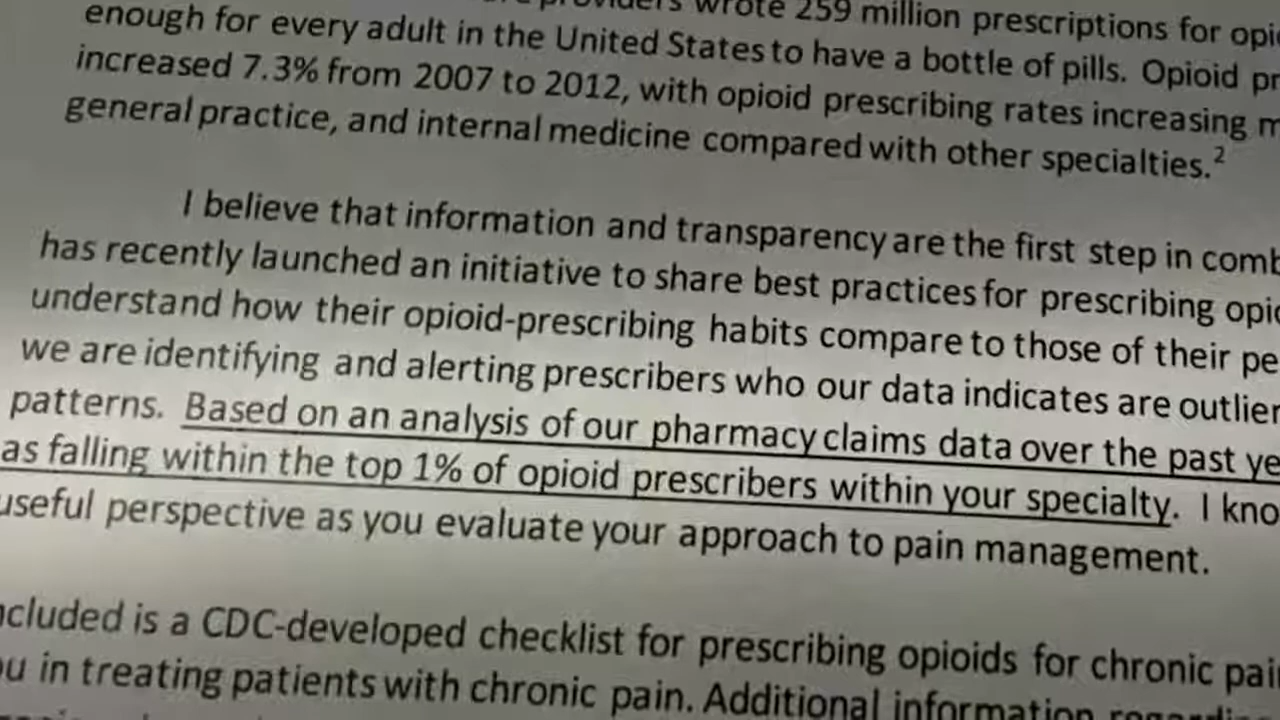 wrote 259 million prescriptions for
enough for every adult in the United States to have a bottle of pills. Opioid
increased 7.3% from 2007 to 2012, with opioid prescribing rates increasing
general practice, and internal medicine compared with other specialties.²
I believe that information and transparency are the first step in
has recently launched an initiative to share best practices for prescribing
understand how their opioid-prescribing habits compare to those of their
we are identifying and alerting prescribers who our data indicates are
patterns. Based on an analysis of our pharmacy claims data over the past
as falling within the top 1% of opioid prescribers within your specialty. I
useful perspective as you evaluate your approach to pain management.
is a CDC-developed checklist for prescribing opioids for chronic
in treating patients with chronic pain. Additional information